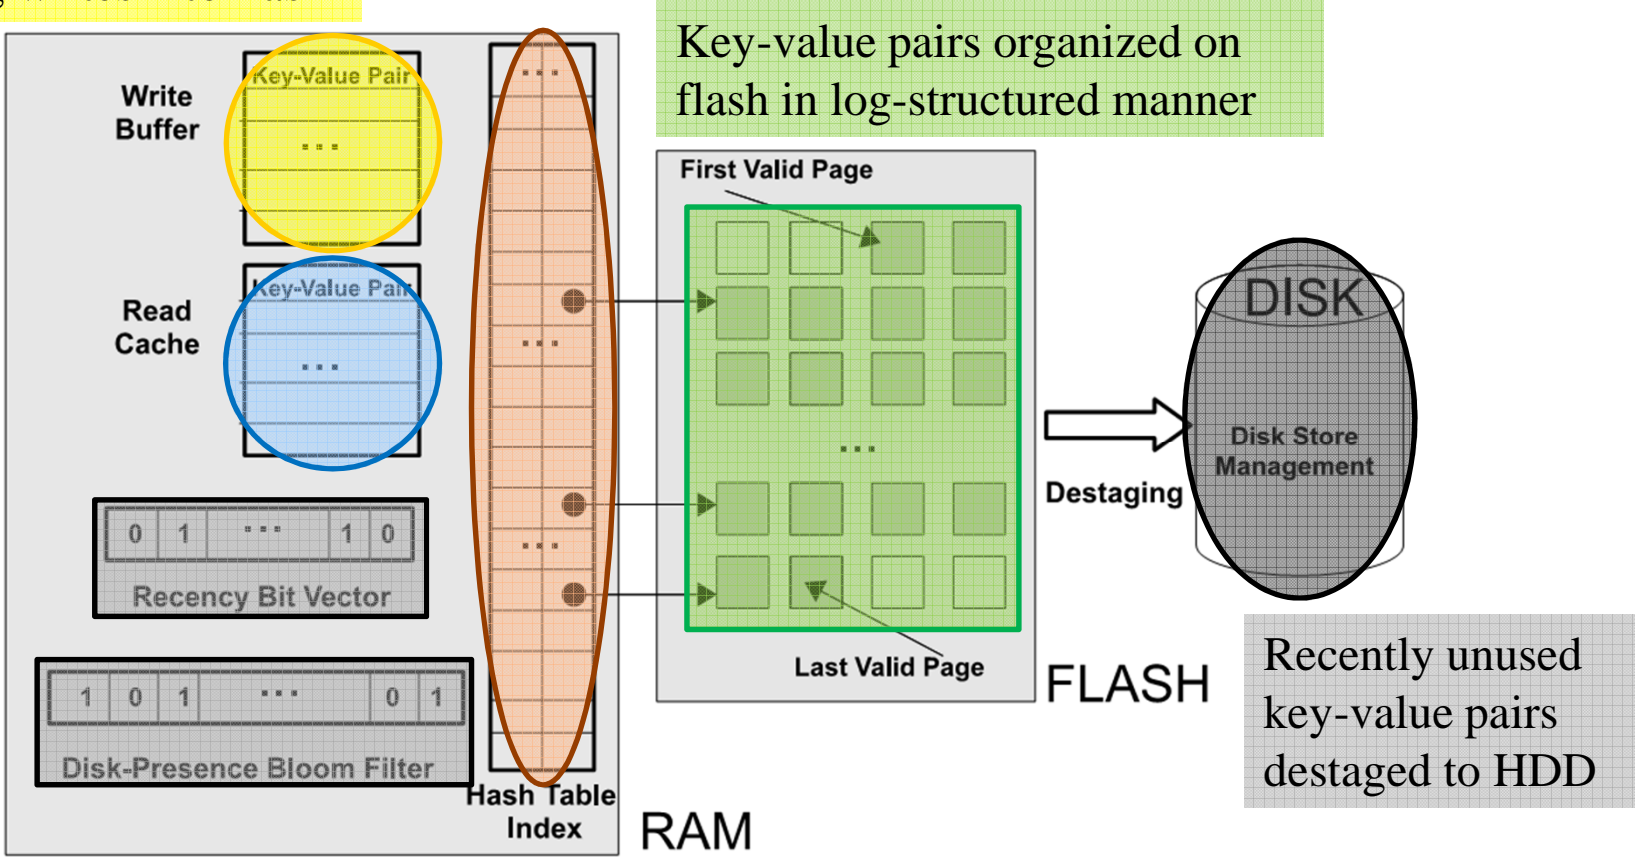 Key-value pairs organized on
flash in log-structured manner
Write
Buffer
Key-Value Pair
...
Read
Cache
Key-Value Pair
...
0 1 ... 1 0
Recency Bit Vector
1 0 1 ... 0 1
Disk-Presence Bloom Filter
...
...
...
Hash Table
Index
RAM
First Valid Page
...
Last Valid Page
FLASH
Destaging
DISK
Disk Store
Management
Recently unused
key-value pairs
destaged to HDD